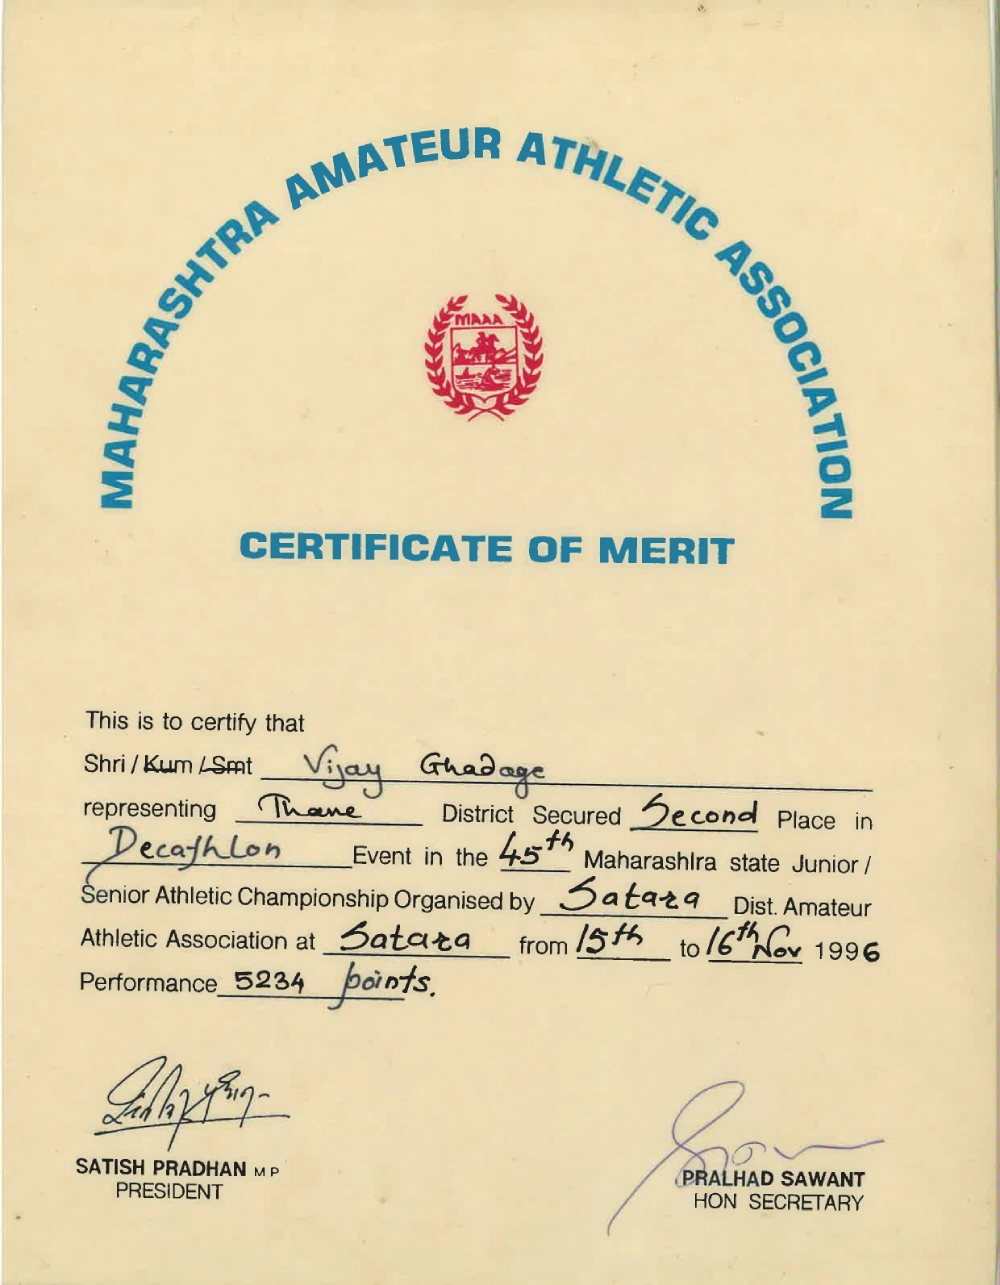 MAHARASHTRA AMATEUR ATHLETIC ASSOCIATION
MAAA
CERTIFICATE OF MERIT
This is to certify that
Shri / Kum / Smt Vijay Ghadage
representing Thane District Secured Second Place in
Decathlon Event in the 45th Maharashtra state Junior /
Senior Athletic Championship Organised by Satara Dist. Amateur
Athletic Association at Satara from 15th to 16th Nov 1996
Performance 5234 points.
SATISH PRADHAN M P
PRESIDENT
PRALHAD SAWANT
HON SECRETARY